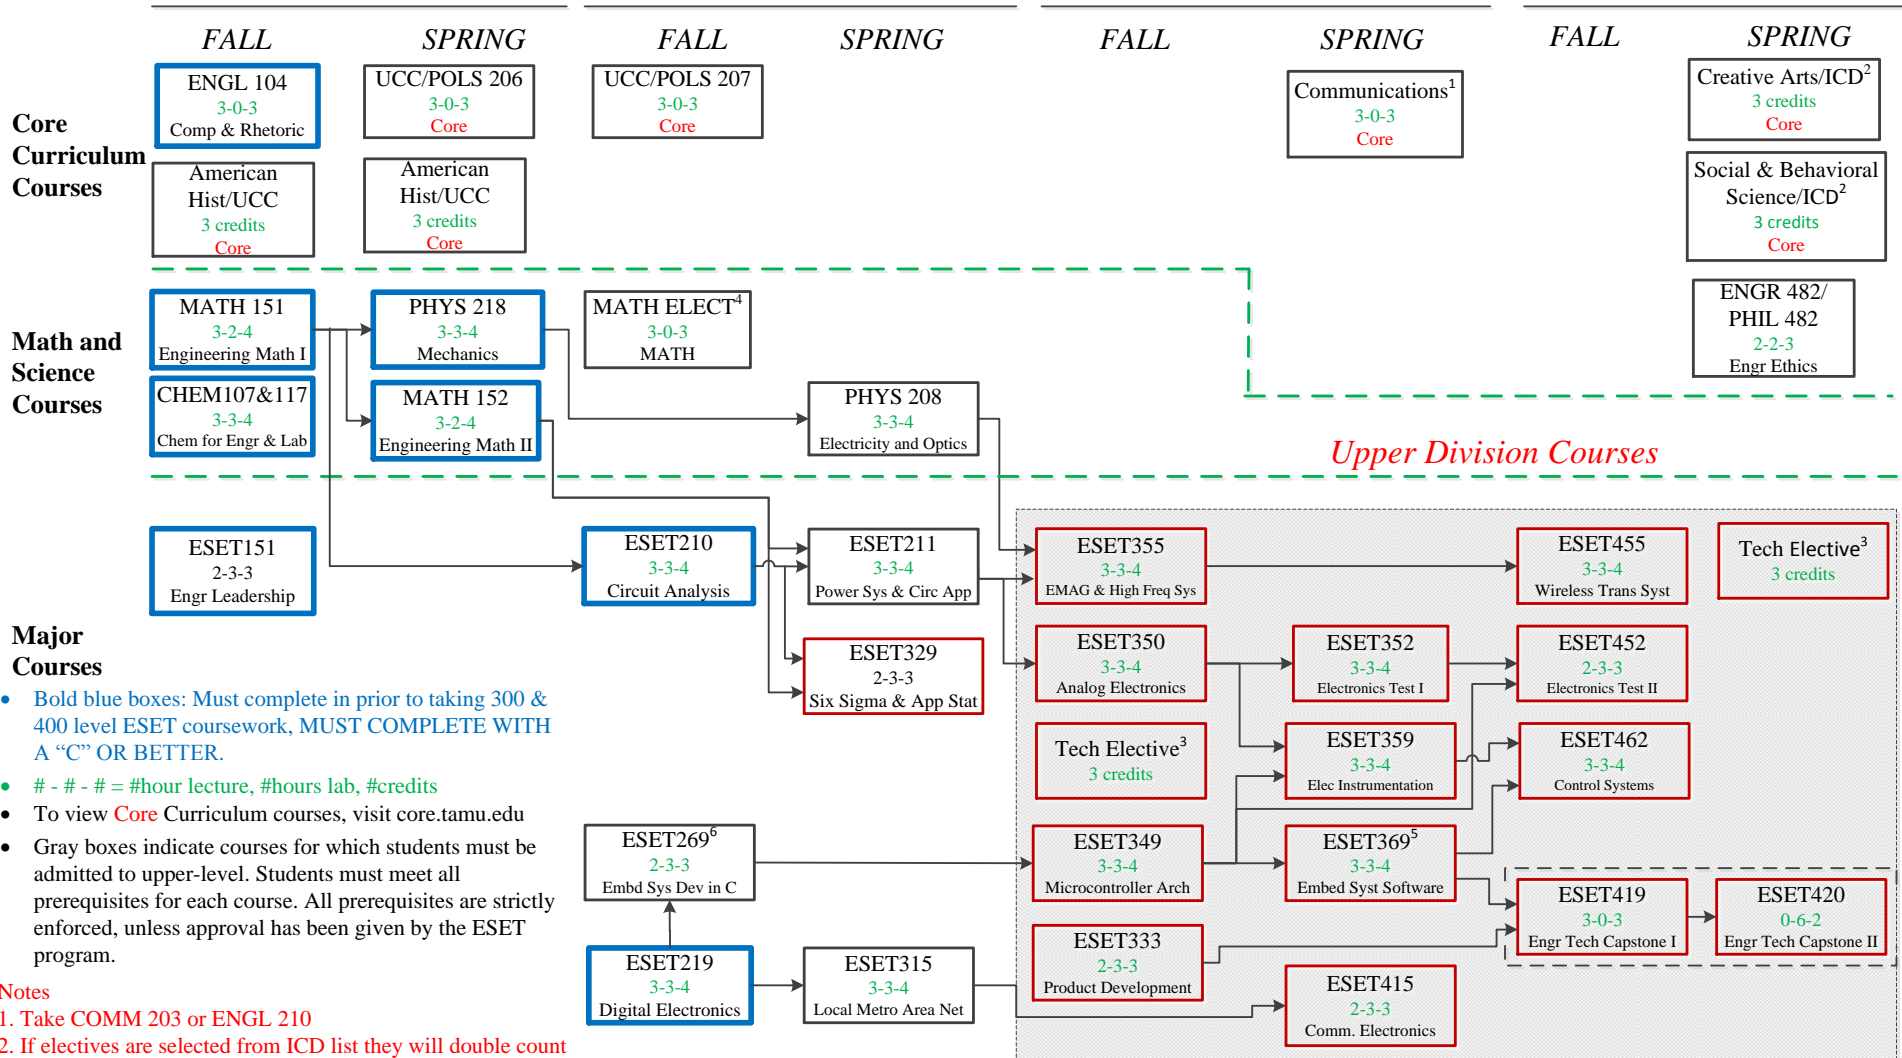 FALL
SPRING
FALL
SPRING
FALL
SPRING
FALL
SPRING
Core
Curriculum
Courses
ENGL 104
3-0-3
Comp & Rhetoric
UCC/POLS 206
3-0-3
Core
UCC/POLS 207
3-0-3
Core
Communications¹
3-0-3
Core
Creative Arts/ICD²
3 credits
Core
American
Hist/UCC
3 credits
Core
American
Hist/UCC
3 credits
Core
Social & Behavioral
Science/ICD²
3 credits
Core
Math and
Science
Courses
MATH 151
3-2-4
Engineering Math I
PHYS 218
3-3-4
Mechanics
MATH ELECT⁴
3-0-3
MATH
ENGR 482/
PHIL 482
2-2-3
Engr Ethics
CHEM107&117
3-3-4
Chem for Engr & Lab
MATH 152
3-2-4
Engineering Math II
PHYS 208
3-3-4
Electricity and Optics
Upper Division Courses
ESET151
2-3-3
Engr Leadership
ESET210
3-3-4
Circuit Analysis
ESET211
3-3-4
Power Sys & Circ App
ESET355
3-3-4
EMAG & High Freq Sys
ESET455
3-3-4
Wireless Trans Syst
Tech Elective³
3 credits
Major
Courses
ESET329
2-3-3
Six Sigma & App Stat
ESET350
3-3-4
Analog Electronics
ESET352
3-3-4
Electronics Test I
ESET452
2-3-3
Electronics Test II
Tech Elective³
3 credits
ESET359
3-3-4
Elec Instrumentation
ESET462
3-3-4
Control Systems
ESET269⁶
2-3-3
Embd Sys Dev in C
ESET349
3-3-4
Microcontroller Arch
ESET369⁵
3-3-4
Embed Syst Software
ESET419
3-0-3
Engr Tech Capstone I
ESET420
0-6-2
Engr Tech Capstone II
ESET333
2-3-3
Product Development
ESET219
3-3-4
Digital Electronics
ESET315
3-3-4
Local Metro Area Net
ESET415
2-3-3
Comm. Electronics
• Bold blue boxes: Must complete in prior to taking 300 &
400 level ESET coursework, MUST COMPLETE WITH
A “C” OR BETTER.
• # - # - # = #hour lecture, #hours lab, #credits
• To view Core Curriculum courses, visit core.tamu.edu
• Gray boxes indicate courses for which students must be
admitted to upper-level. Students must meet all
prerequisites for each course. All prerequisites are strictly
enforced, unless approval has been given by the ESET
program.
Notes
1. Take COMM 203 or ENGL 210
2. If electives are selected from ICD list they will double count